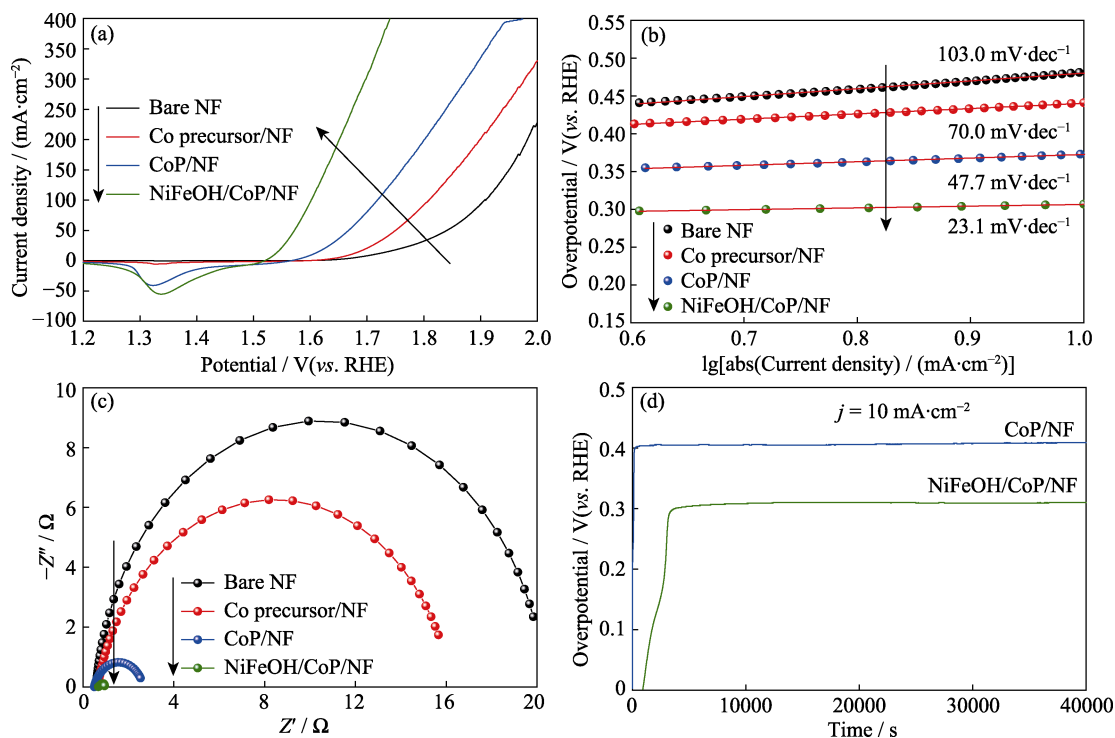 (a)
400
350
300
250
200
150
100
50
0
−50
−100
Current density / (mA·cm⁻²)
Bare NF
Co precursor/NF
CoP/NF
NiFeOH/CoP/NF
1.2 1.3 1.4 1.5 1.6 1.7 1.8 1.9 2.0
Potential / V(vs. RHE)
(b)
0.55
0.50
0.45
0.40
0.35
0.30
0.25
0.20
0.15
Overpotential / V(vs. RHE)
103.0 mV·dec⁻¹
70.0 mV·dec⁻¹
47.7 mV·dec⁻¹
23.1 mV·dec⁻¹
Bare NF
Co precursor/NF
CoP/NF
NiFeOH/CoP/NF
0.6 0.7 0.8 0.9 1.0
lg[abs(Current density) / (mA·cm⁻²)]
(c)
10
8
6
4
2
0
−Z″ / Ω
Bare NF
Co precursor/NF
CoP/NF
NiFeOH/CoP/NF
0 4 8 12 16 20
Z′ / Ω
(d)
0.5
0.4
0.3
0.2
0.1
0
Overpotential / V(vs. RHE)
j = 10 mA·cm⁻²
CoP/NF
NiFeOH/CoP/NF
0 10000 20000 30000 40000
Time / s